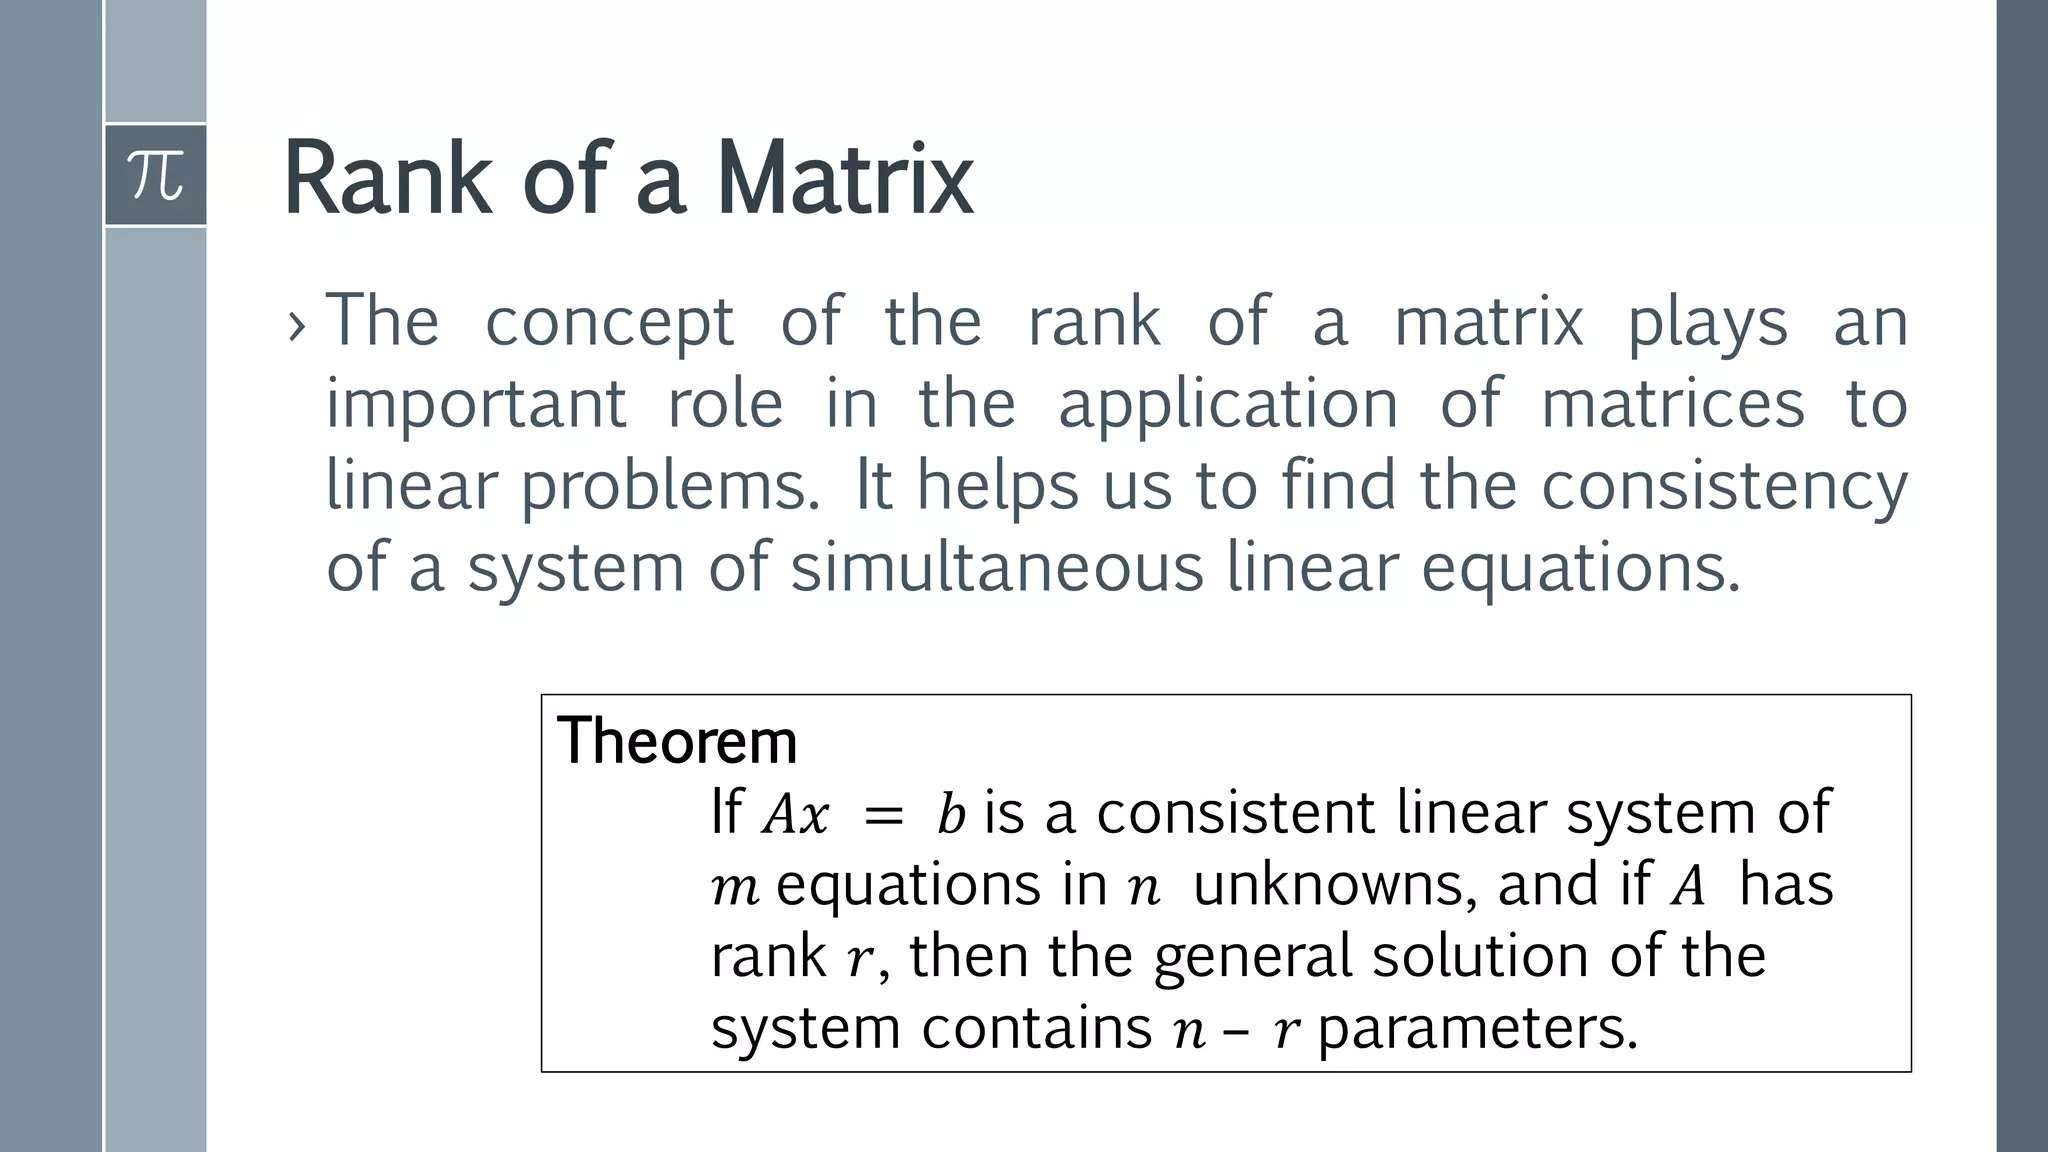 π
Rank of a Matrix
› The concept of the rank of a matrix plays an
important role in the application of matrices to
linear problems. It helps us to find the consistency
of a system of simultaneous linear equations.
Theorem
If 𝐴𝑥 = 𝑏 is a consistent linear system of
𝑚 equations in 𝑛 unknowns, and if 𝐴 has
rank 𝑟, then the general solution of the
system contains 𝑛 – 𝑟 parameters.